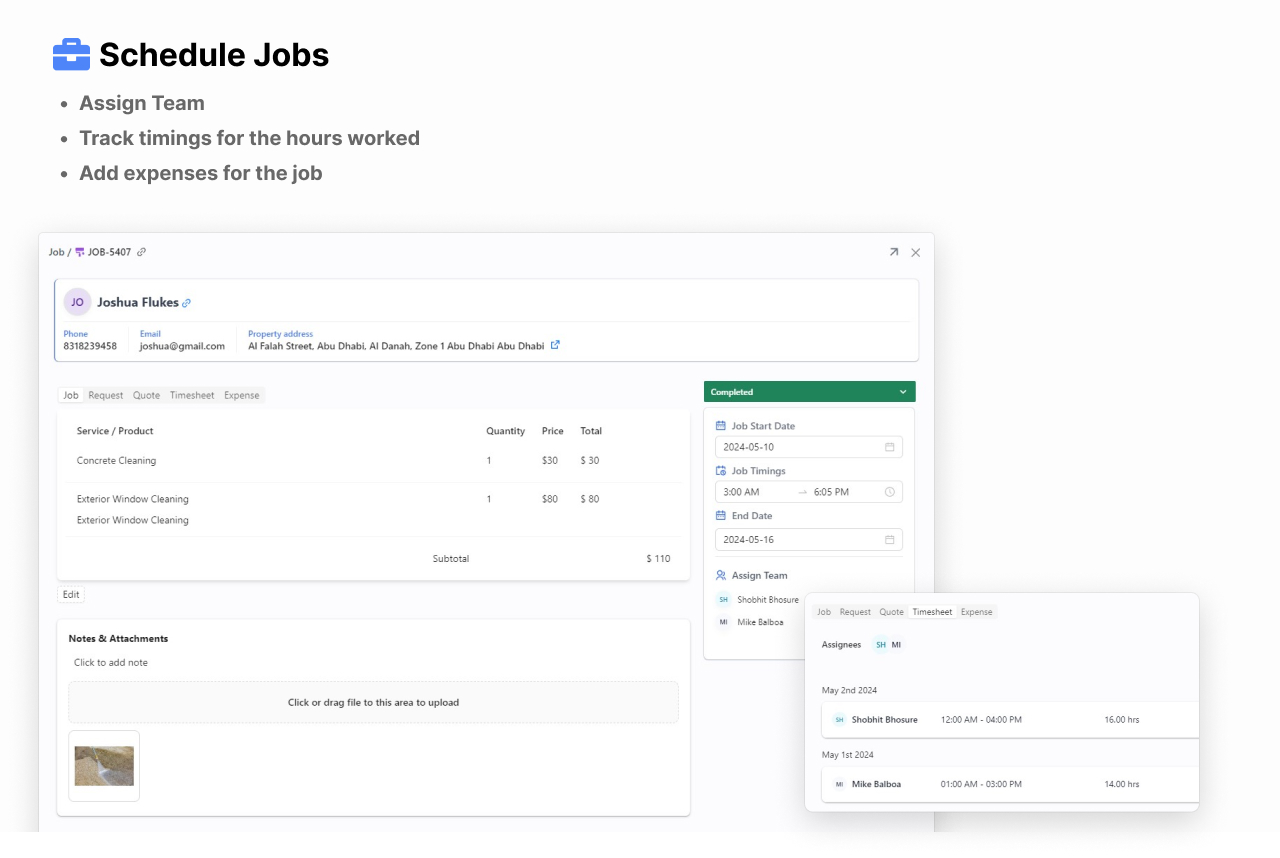 Schedule Jobs
• Assign Team
• Track timings for the hours worked
• Add expenses for the job
Job / JOB-5407
JO Joshua Flukes
Phone Email Property address
8318239458 joshua@gmail.com Al Falah Street, Abu Dhabi, Al Danah, Zone 1 Abu Dhabi Abu Dhabi
Job Request Quote Timesheet Expense
Service / Product Quantity Price Total
Concrete Cleaning 1 $30 $ 30
Exterior Window Cleaning 1 $80 $ 80
Exterior Window Cleaning
Subtotal $ 110
Edit
Notes & Attachments
Click to add note
Click or drag file to this area to upload
Completed
Job Start Date
2024-05-10
Job Timings
3:00 AM → 6:05 PM
End Date
2024-05-16
Assign Team
SH Shobhit Bhosure
MI Mike Balboa
Job Request Quote Timesheet Expense
Assignees SH MI
May 2nd 2024
SH Shobhit Bhosure 12:00 AM - 04:00 PM 16.00 hrs
May 1st 2024
MI Mike Balboa 01:00 AM - 03:00 PM 14.00 hrs